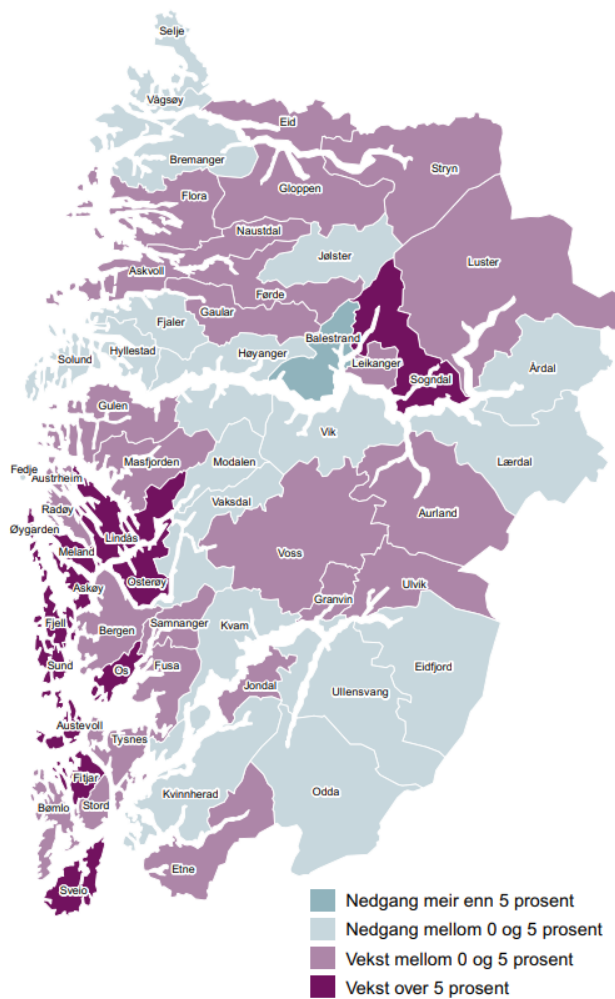 Selje
Vågsøy
Eid
Bremanger
Stryn
Gloppen
Flora
Naustdal
Jølster
Luster
Askvoll
Førde
Gaular
Fjaler
Balestrand
Hyllestad
Høyanger
Leikanger
Solund
Årdal
Sogndal
Gulen
Vik
Masfjorden
Modalen
Lærdal
Fedje
Austrheim
Vaksdal
Radøy
Aurland
Øygarden
Lindås
Meland
Voss
Osterøy
Ulvik
Askøy
Granvin
Fjell
Samnanger
Bergen
Kvam
Sund
Os
Fusa
Eidfjord
Jondal
Ullensvang
Austevoll
Tysnes
Fitjar
Odda
Kvinnherad
Bømlo
Stord
Etne
Sveio
Nedgang meir enn 5 prosent
Nedgang mellom 0 og 5 prosent
Vekst mellom 0 og 5 prosent
Vekst over 5 prosent